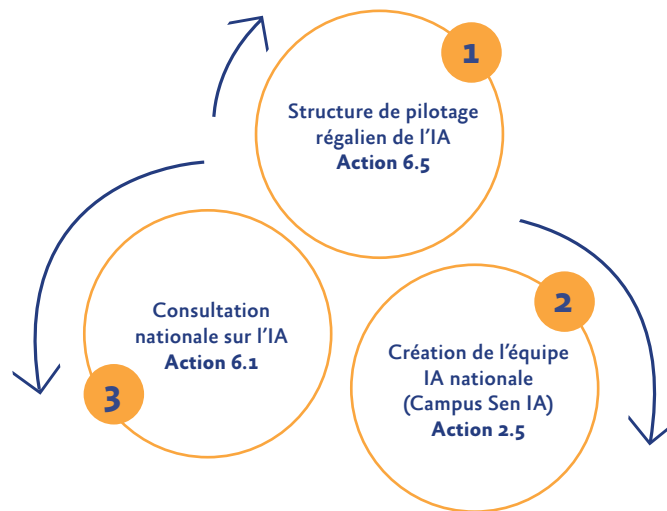 1
Structure de pilotage
régalien de l'IA
Action 6.5
2
Création de l'équipe
IA nationale
(Campus Sen IA)
Action 2.5
3
Consultation
nationale sur l'IA
Action 6.1